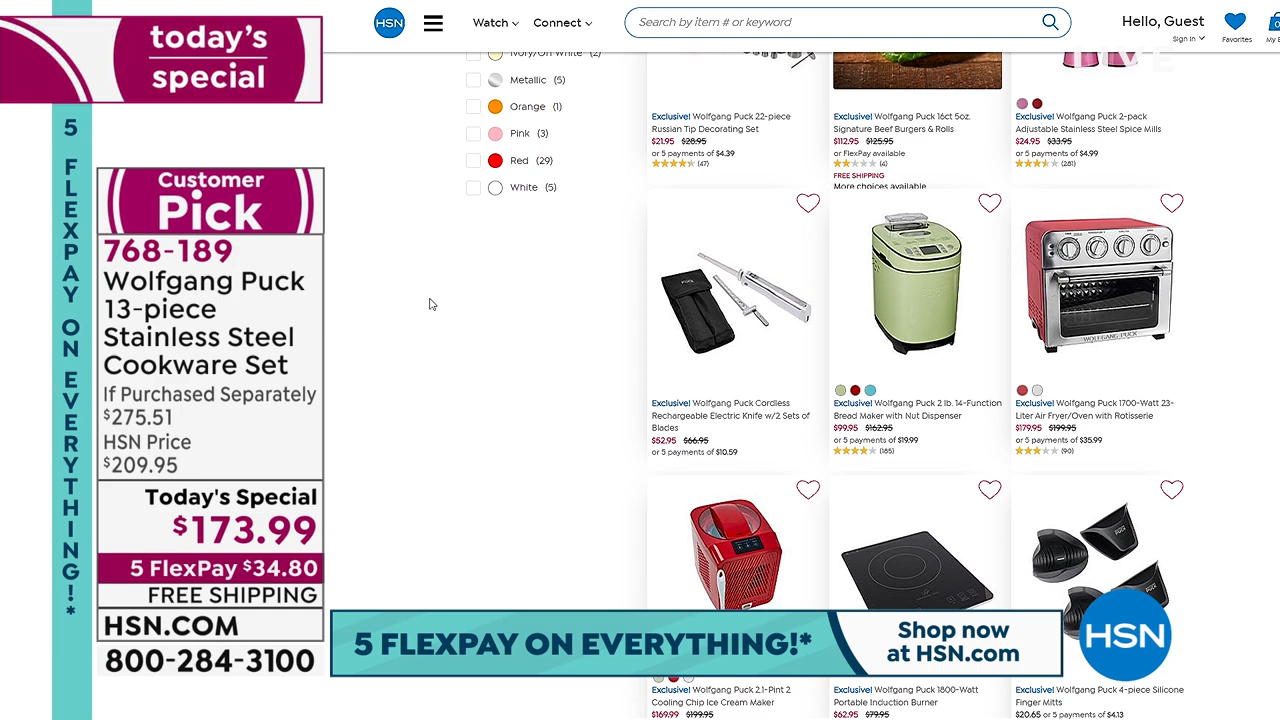 today's
special
5 FLEXPAY ON EVERYTHING!*
Customer
Pick
768-189
Wolfgang Puck
13-piece
Stainless Steel
Cookware Set
If Purchased Separately
$275.51
HSN Price
$209.95
Today's Special
$173.99
5 FlexPay $34.80
FREE SHIPPING
HSN.COM
800-284-3100
HSN
Watch
Connect
Search by item # or keyword
Hello, Guest
Sign In
Favorites
My B
0
LIVE
Ivory/Off White (2)
Metallic (5)
Orange (1)
Pink (3)
Red (29)
White (5)
Exclusive! Wolfgang Puck 22-piece
Russian Tip Decorating Set
$21.95 $28.95
or 5 payments of $4.39
(47)
Exclusive! Wolfgang Puck 16ct 5oz.
Signature Beef Burgers & Rolls
$112.95 $125.95
or FlexPay available
(4)
FREE SHIPPING
More choices available
Exclusive! Wolfgang Puck 2-pack
Adjustable Stainless Steel Spice Mills
$24.95 $33.95
or 5 payments of $4.99
(281)
Exclusive! Wolfgang Puck Cordless
Rechargeable Electric Knife w/2 Sets of
Blades
$52.95 $66.95
or 5 payments of $10.59
Exclusive! Wolfgang Puck 2 lb. 14-Function
Bread Maker with Nut Dispenser
$99.95 $162.95
or 5 payments of $19.99
(185)
WOLFGANG PUCK
Exclusive! Wolfgang Puck 1700-Watt 23-
Liter Air Fryer/Oven with Rotisserie
$179.95 $199.95
or 5 payments of $35.99
(90)
5 FLEXPAY ON EVERYTHING!*
Shop now
at HSN.com
HSN
Exclusive! Wolfgang Puck 2.1-Pint 2
Cooling Chip Ice Cream Maker
$169.99 $199.95
Exclusive! Wolfgang Puck 1800-Watt
Portable Induction Burner
$62.95 $79.95
Exclusive! Wolfgang Puck 4-piece Silicone
Finger Mitts
$20.65 or 5 payments of $4.13